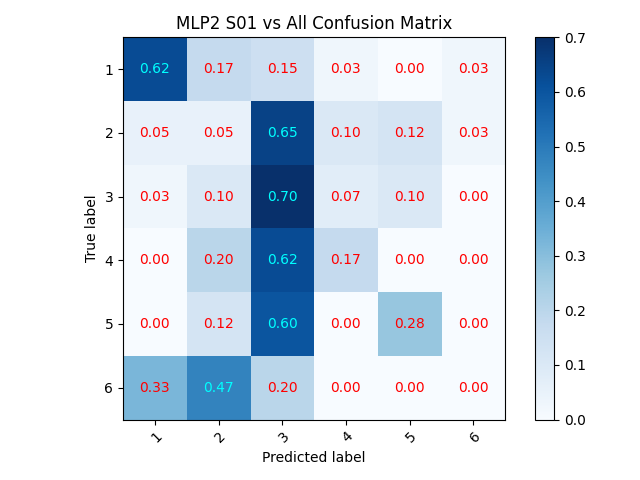 MLP2 S01 vs All Confusion Matrix
True label
1 0.62 0.17 0.15 0.03 0.00 0.03
2 0.05 0.05 0.65 0.10 0.12 0.03
3 0.03 0.10 0.70 0.07 0.10 0.00
4 0.00 0.20 0.62 0.17 0.00 0.00
5 0.00 0.12 0.60 0.00 0.28 0.00
6 0.33 0.47 0.20 0.00 0.00 0.00
1 2 3 4 5 6
Predicted label
0.7
0.6
0.5
0.4
0.3
0.2
0.1
0.0